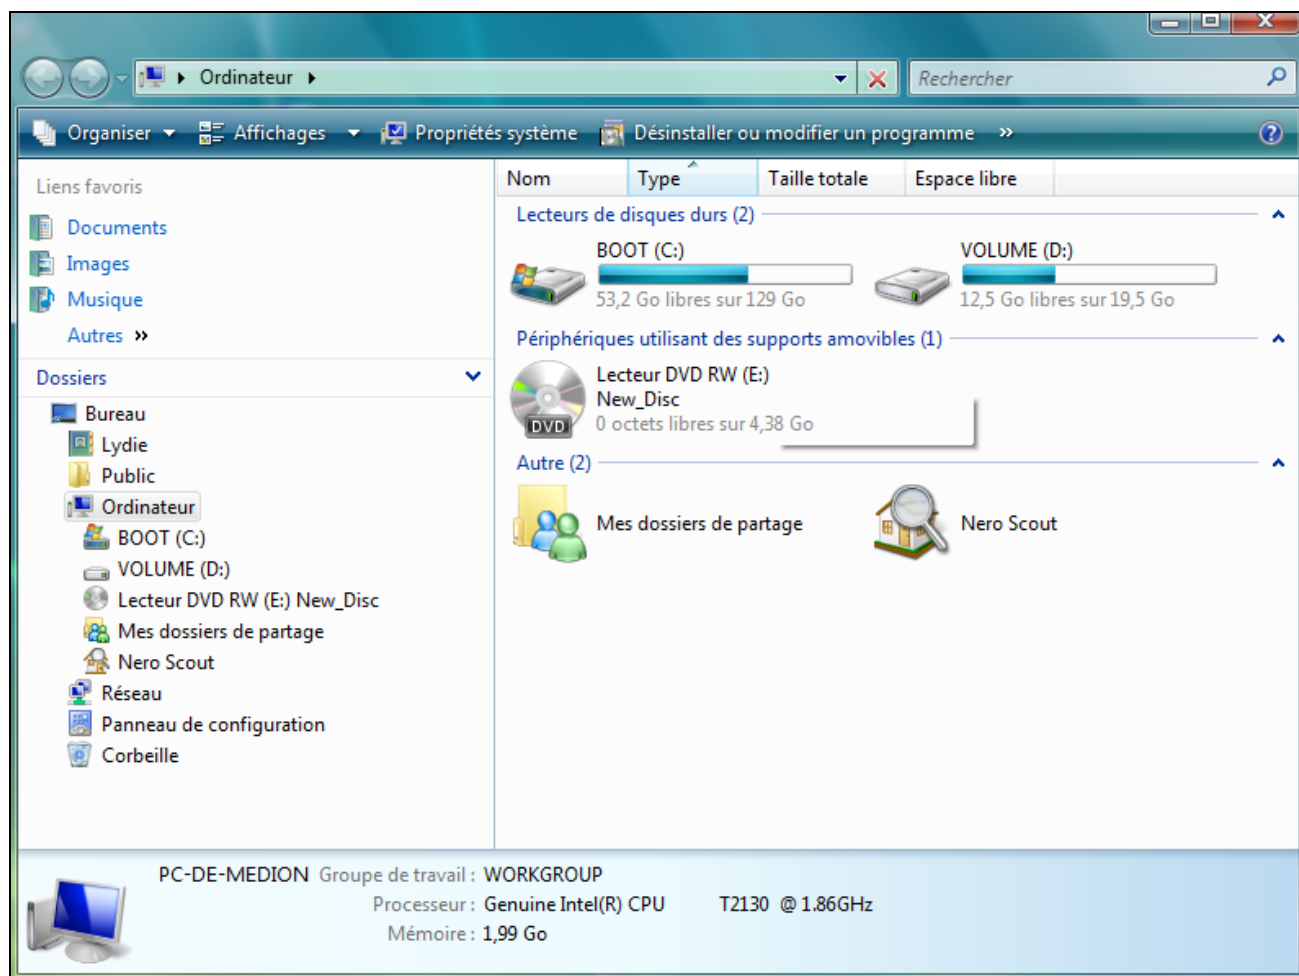 Ordinateur
Rechercher
Organiser Affichages Propriétés système Désinstaller ou modifier un programme »
Liens favoris
Documents
Images
Musique
Autres »
Dossiers
Bureau
Lydie
Public
Ordinateur
BOOT (C:)
VOLUME (D:)
Lecteur DVD RW (E:) New_Disc
Mes dossiers de partage
Nero Scout
Réseau
Panneau de configuration
Corbeille
Nom Type Taille totale Espace libre
Lecteurs de disques durs (2)
BOOT (C:)
53,2 Go libres sur 129 Go
VOLUME (D:)
12,5 Go libres sur 19,5 Go
Périphériques utilisant des supports amovibles (1)
Lecteur DVD RW (E:)
New_Disc
0 octets libres sur 4,38 Go
DVD
Autre (2)
Mes dossiers de partage
Nero Scout
PC-DE-MEDION Groupe de travail : WORKGROUP
Processeur : Genuine Intel(R) CPU T2130 @ 1.86GHz
Mémoire : 1,99 Go